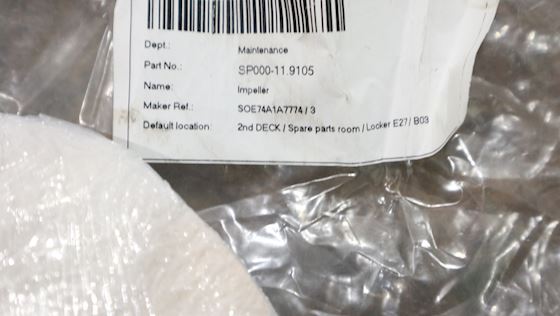 Dept.: Maintenance
Part No.: SP000-11.9105
Name: Impeller
Maker Ref.: SOE74A1A7774 / 3
Default location: 2nd DECK / Spare parts room / Locker E27 / B03